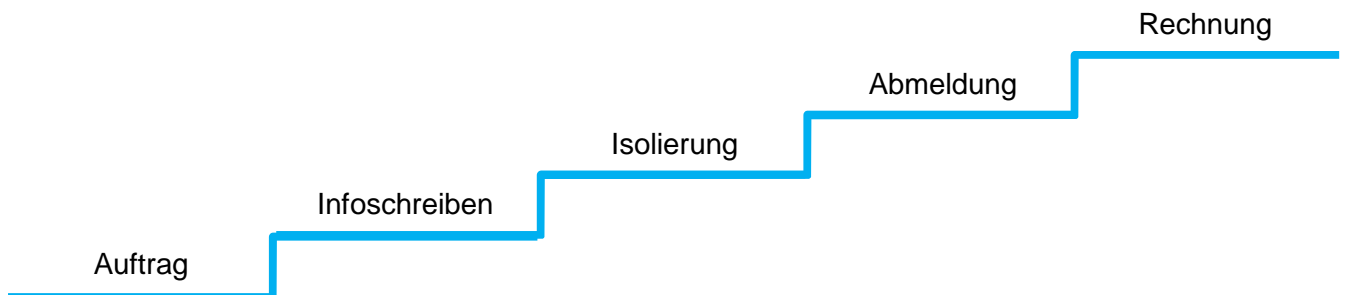 Rechnung
Abmeldung
Isolierung
Infoschreiben
Auftrag